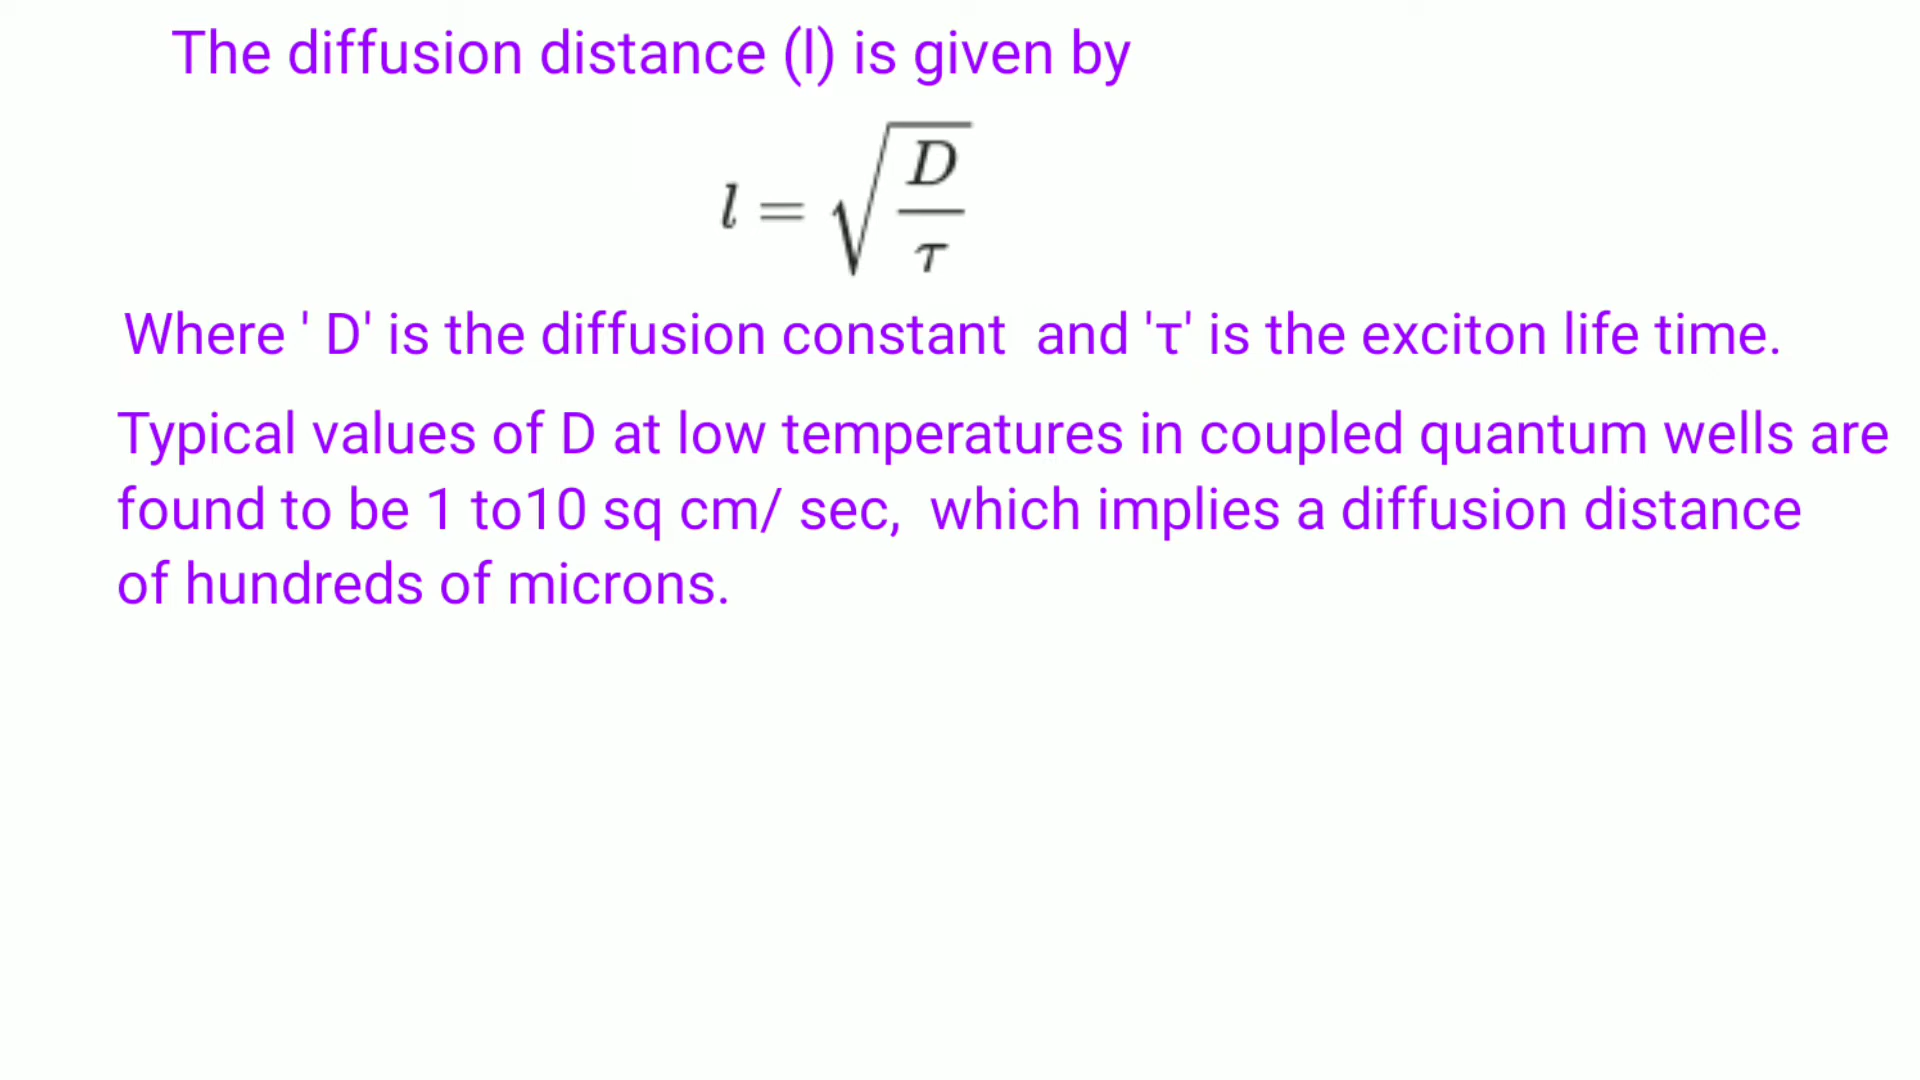 The diffusion distance (l) is given by
l = √(D/τ)
Where ' D' is the diffusion constant  and 'τ' is the exciton life time.
Typical values of D at low temperatures in coupled quantum wells are
found to be 1 to10 sq cm/ sec,  which implies a diffusion distance
of hundreds of microns.